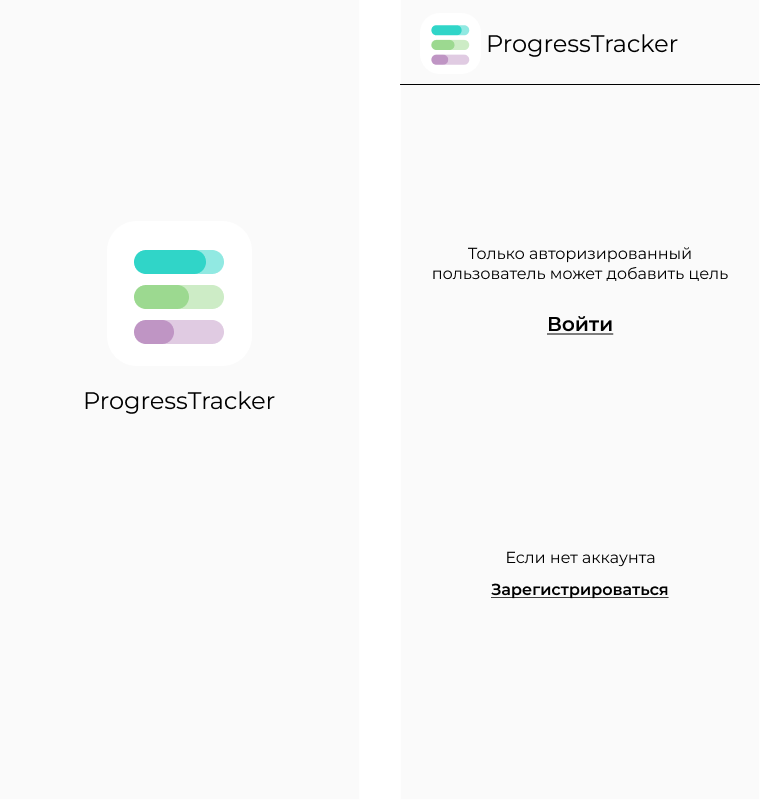 ProgressTracker
ProgressTracker
Только авторизированный
пользователь может добавить цель
Войти
Если нет аккаунта
Зарегистрироваться